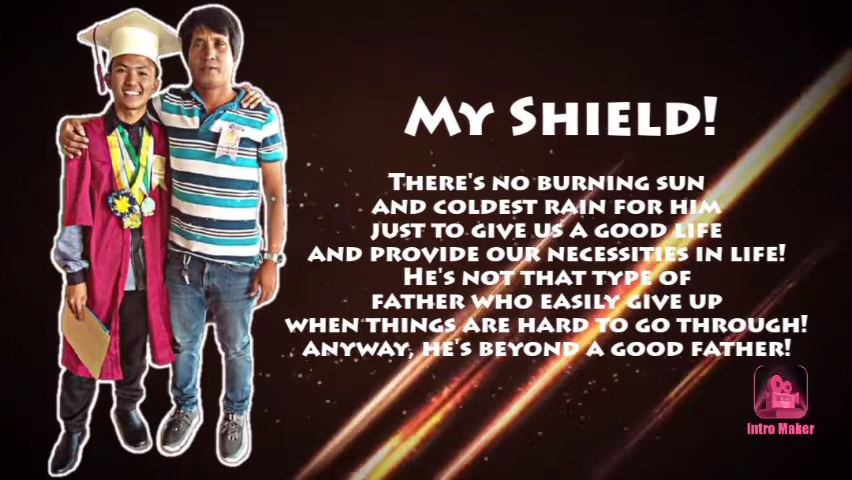 My Shield!
There's no burning sun
and coldest rain for him
just to give us a good life
and provide our necessities in life!
He's not that type of
father who easily give up
when things are hard to go through!
Anyway, he's beyond a good father!
Intro Maker